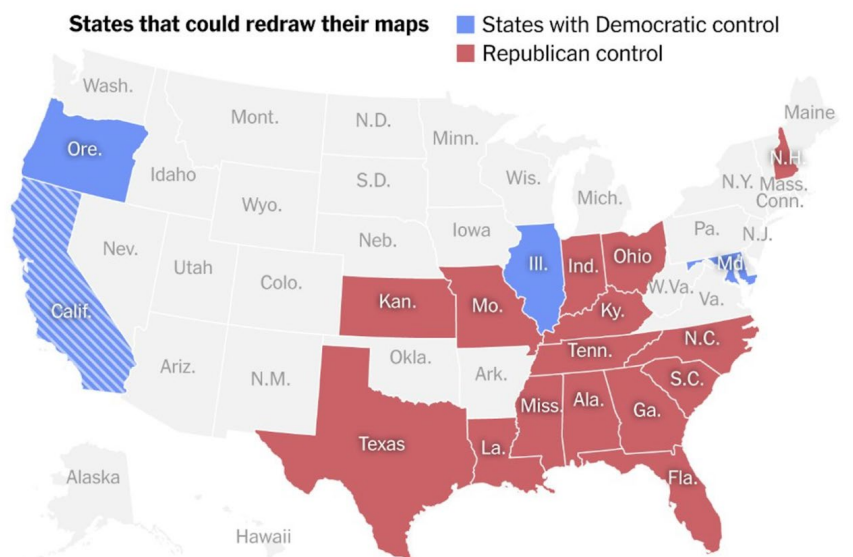 States that could redraw their maps
States with Democratic control
Republican control
Wash.
Maine
Mont.
N.D.
Minn.
Ore.
N.H.
Idaho
S.D.
Wis.
Mich.
N.Y.
Mass.
Conn.
Wyo.
Iowa
Pa.
N.J.
Neb.
Nev.
Ill.
Ind.
Ohio
Md.
Utah
Colo.
W.Va.
Va.
Kan.
Mo.
Ky.
Calif.
N.C.
Tenn.
Okla.
Ariz.
N.M.
Ark.
S.C.
Miss.
Ala.
Ga.
Texas
La.
Alaska
Fla.
Hawaii